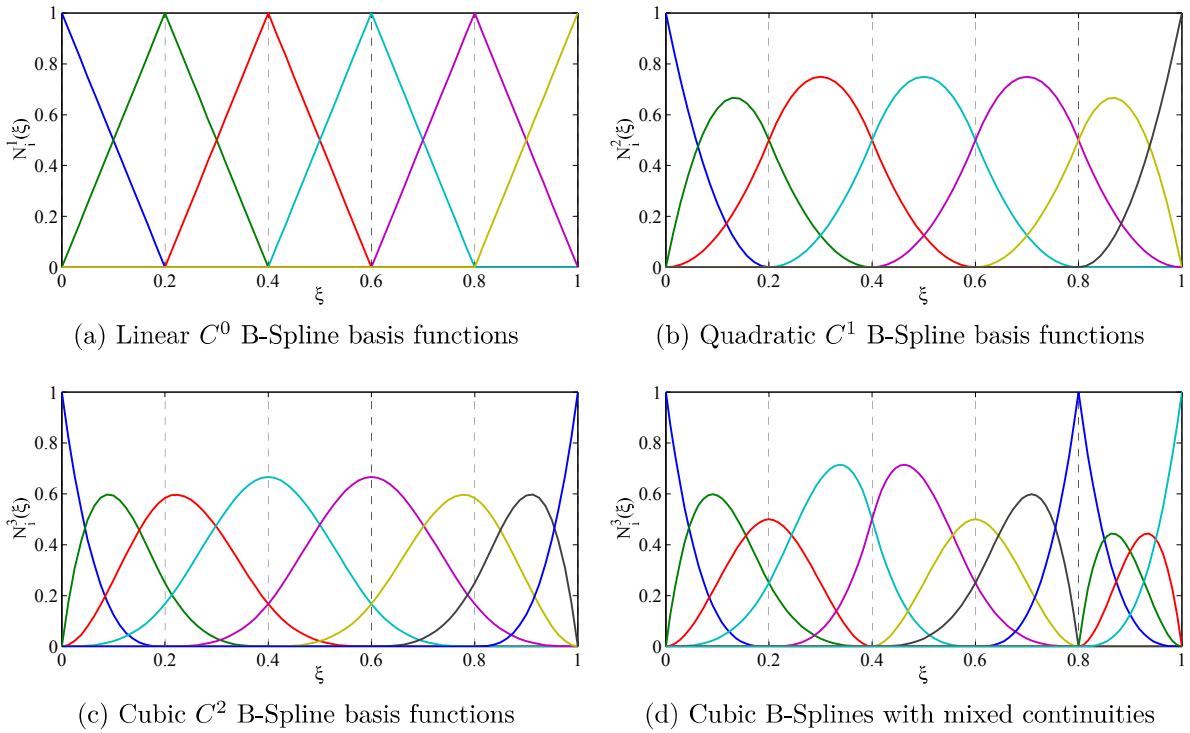 1
0.8
0.6
0.4
0.2
0
N_i^1(ξ)
0 0.2 0.4 0.6 0.8 1
ξ
(a) Linear C^0 B-Spline basis functions
1
0.8
0.6
0.4
0.2
0
N_i^2(ξ)
0 0.2 0.4 0.6 0.8 1
ξ
(b) Quadratic C^1 B-Spline basis functions
1
0.8
0.6
0.4
0.2
0
N_i^3(ξ)
0 0.2 0.4 0.6 0.8 1
ξ
(c) Cubic C^2 B-Spline basis functions
1
0.8
0.6
0.4
0.2
0
N_i^3(ξ)
0 0.2 0.4 0.6 0.8 1
ξ
(d) Cubic B-Splines with mixed continuities